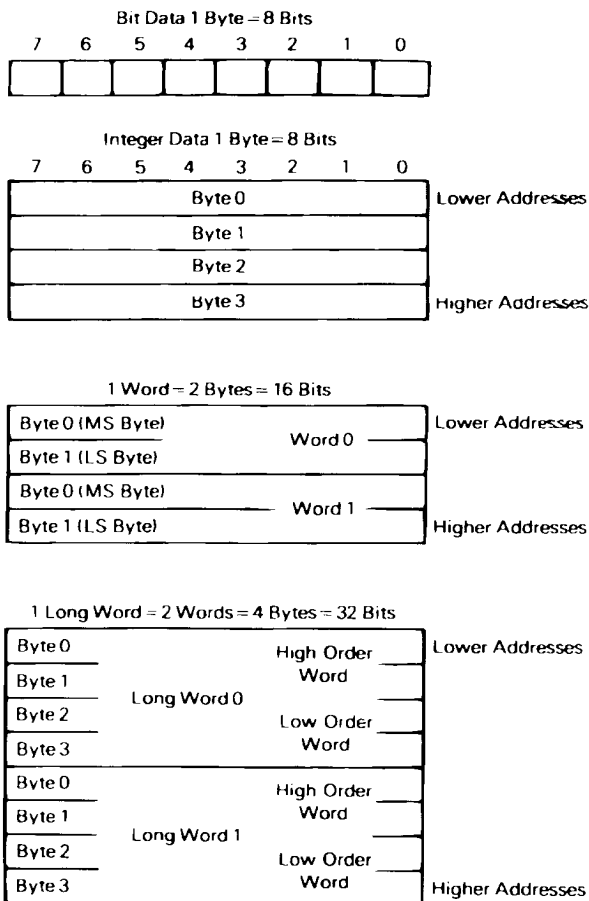 Bit Data 1 Byte = 8 Bits
7 6 5 4 3 2 1 0
Integer Data 1 Byte = 8 Bits
7 6 5 4 3 2 1 0
Byte 0 Lower Addresses
Byte 1
Byte 2
Byte 3 Higher Addresses
1 Word = 2 Bytes = 16 Bits
Byte 0 (MS Byte) Word 0 Lower Addresses
Byte 1 (LS Byte)
Byte 0 (MS Byte) Word 1
Byte 1 (LS Byte) Higher Addresses
1 Long Word = 2 Words = 4 Bytes = 32 Bits
Byte 0 High Order Lower Addresses
Byte 1 Long Word 0 Word
Byte 2 Low Order
Byte 3 Word
Byte 0 High Order
Byte 1 Long Word 1 Word
Byte 2 Low Order
Byte 3 Word Higher Addresses